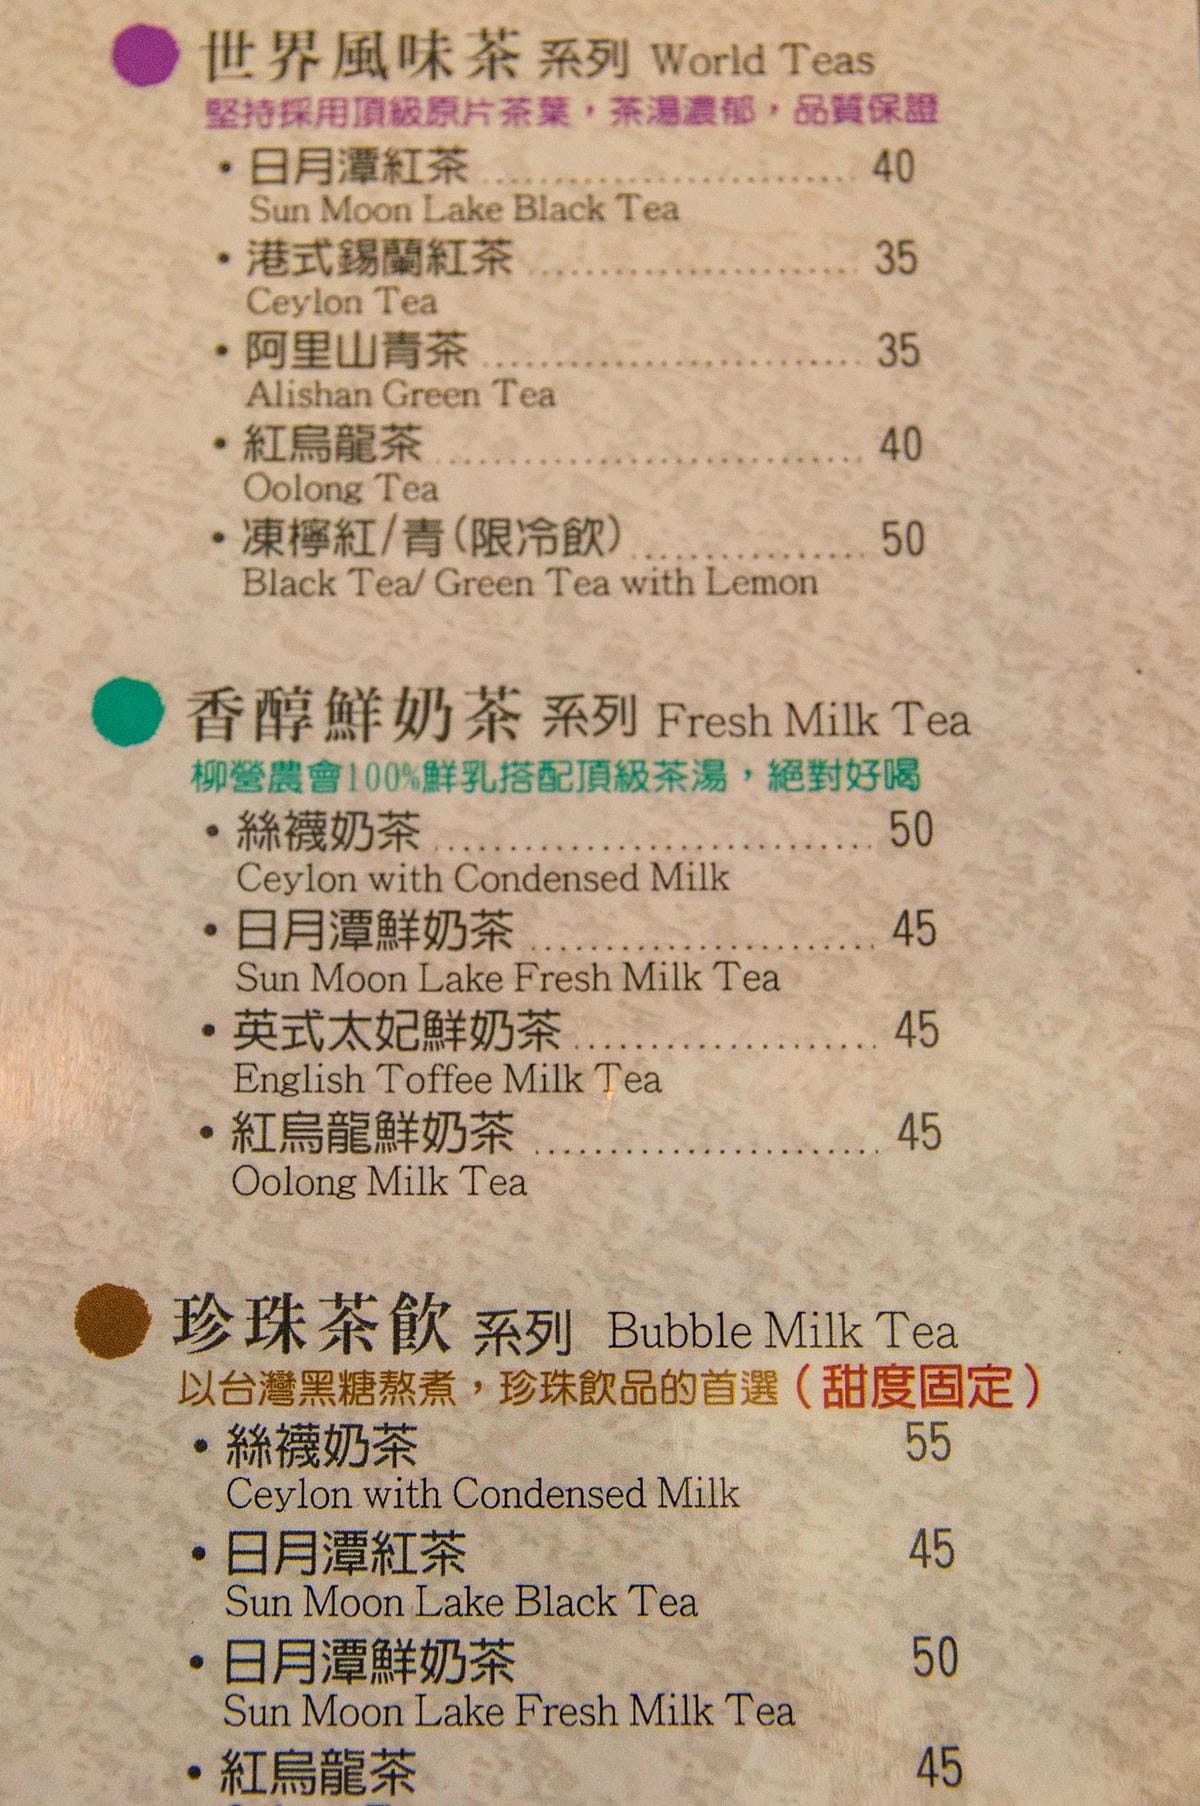 世界風味茶 系列 World Teas
堅持採用頂級原片茶葉，茶湯濃郁，品質保證
• 日月潭紅茶 ........................ 40
Sun Moon Lake Black Tea
• 港式錫蘭紅茶 ........................ 35
Ceylon Tea
• 阿里山青茶 ........................ 35
Alishan Green Tea
• 紅烏龍茶 ........................ 40
Oolong Tea
• 凍檸紅/青(限冷飲) ................ 50
Black Tea/ Green Tea with Lemon
香醇鮮奶茶 系列 Fresh Milk Tea
柳營農會100%鮮乳搭配頂級茶湯，絕對好喝
• 絲襪奶茶 ........................ 50
Ceylon with Condensed Milk
• 日月潭鮮奶茶 ........................ 45
Sun Moon Lake Fresh Milk Tea
• 英式太妃鮮奶茶 .................... 45
English Toffee Milk Tea
• 紅烏龍鮮奶茶 ........................ 45
Oolong Milk Tea
珍珠茶飲 系列 Bubble Milk Tea
以台灣黑糖熬煮，珍珠飲品的首選（甜度固定）
• 絲襪奶茶 55
Ceylon with Condensed Milk
• 日月潭紅茶 45
Sun Moon Lake Black Tea
• 日月潭鮮奶茶 50
Sun Moon Lake Fresh Milk Tea
• 紅烏龍茶 45